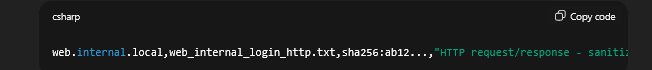 csharp
Copy code
web.internal.local,web_internal_login_http.txt,sha256:ab12...,"HTTP request/response - saniti